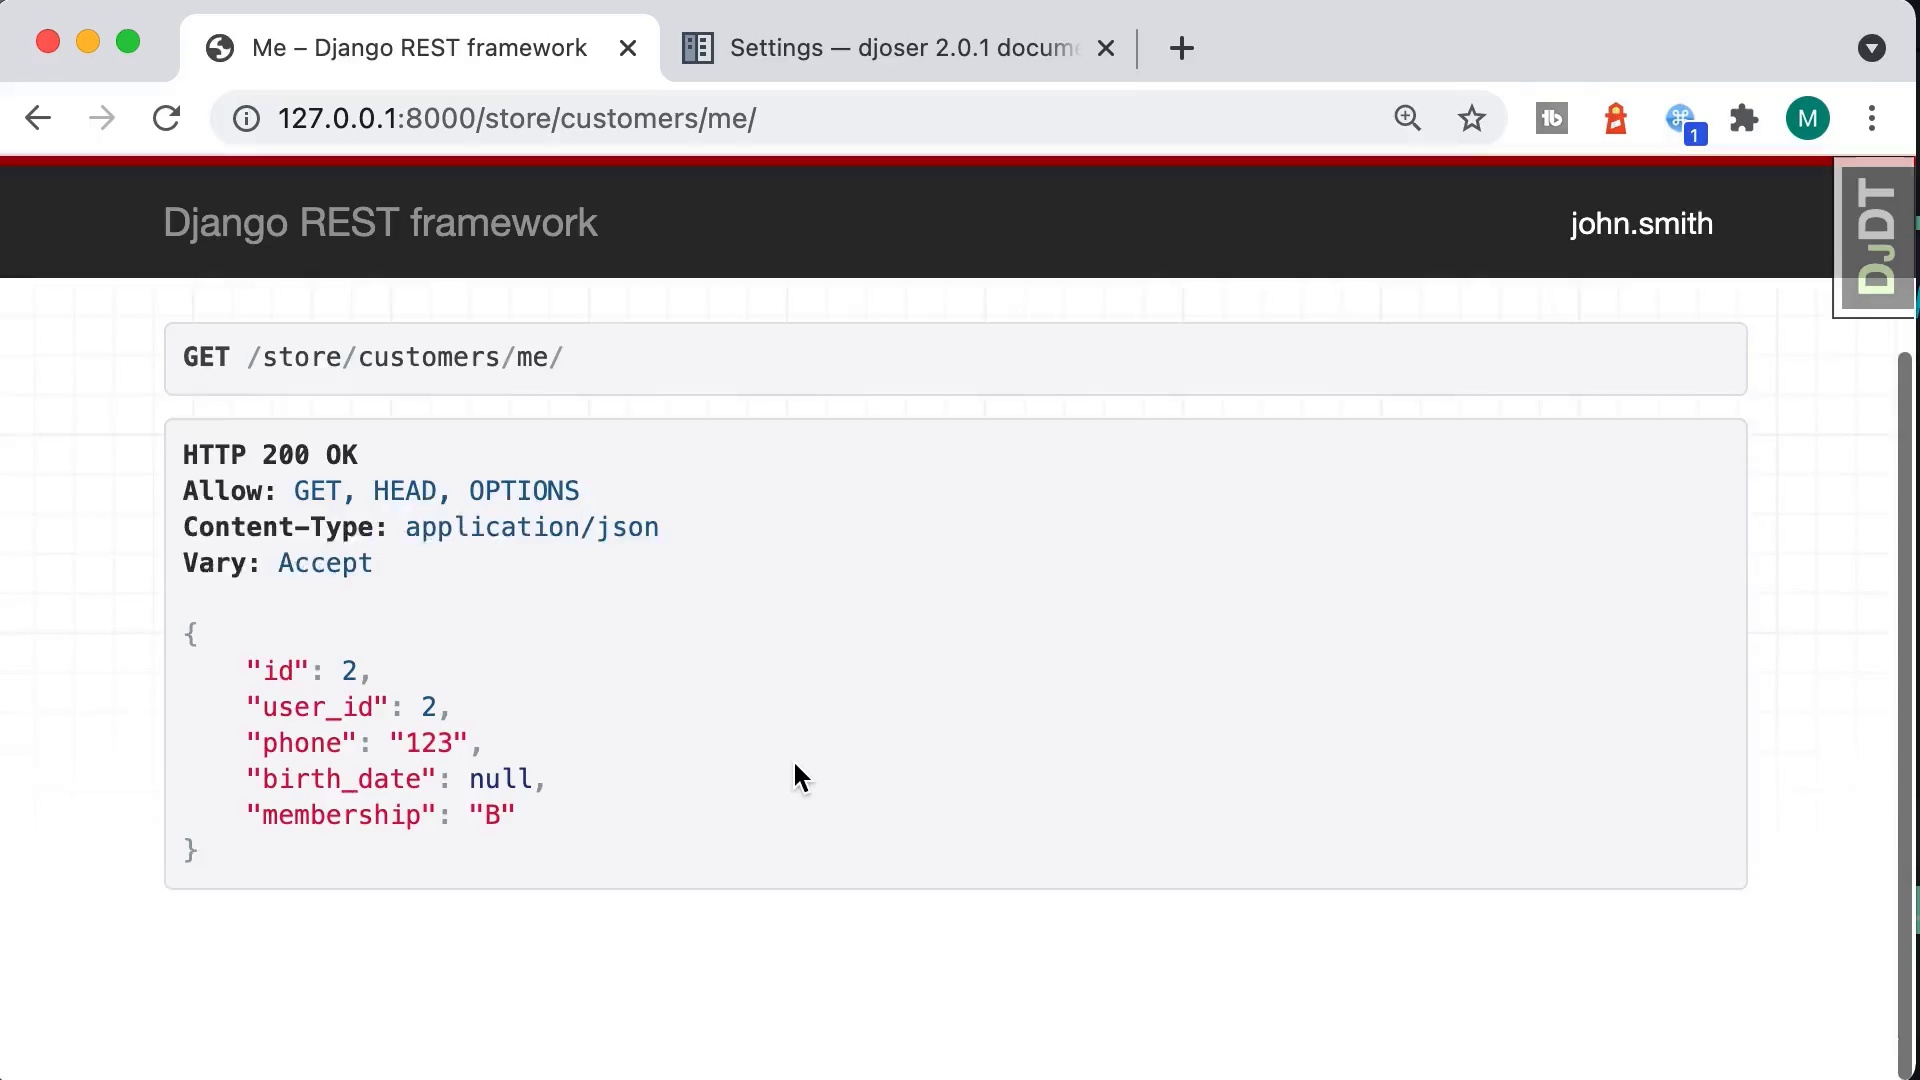 Me – Django REST framework
Settings — djoser 2.0.1 docume
127.0.0.1:8000/store/customers/me/
1
M
Django REST framework
john.smith
DJDT
GET /store/customers/me/
HTTP 200 OK
Allow: GET, HEAD, OPTIONS
Content-Type: application/json
Vary: Accept
{
"id": 2,
"user_id": 2,
"phone": "123",
"birth_date": null,
"membership": "B"
}